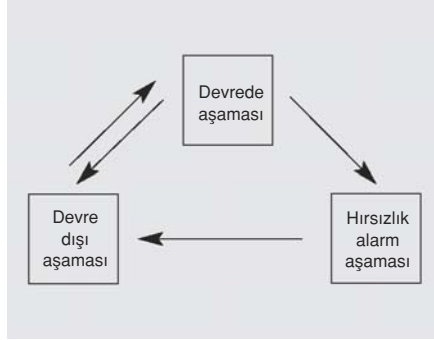 Devrede
aşaması
Devre
dışı
aşaması
Hırsızlık
alarm
aşaması